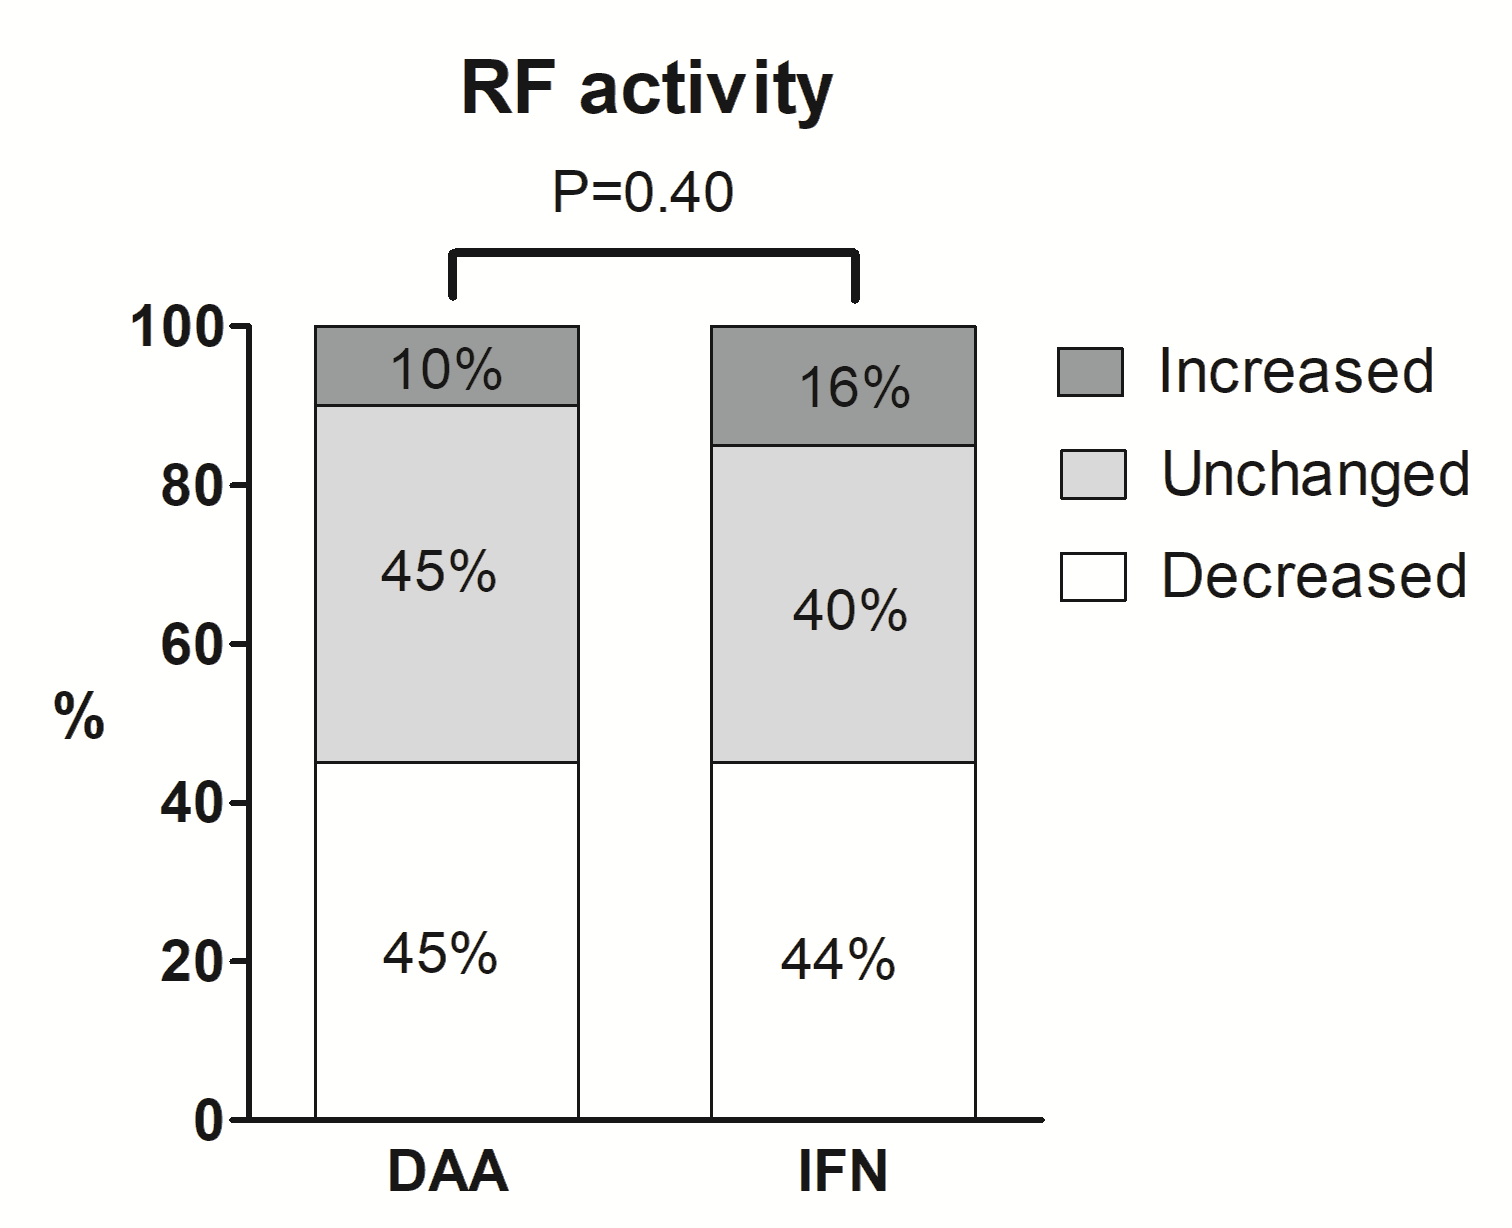 RF activity
P=0.40
100
80
60
40
20
0
%
10%
45%
45%
16%
40%
44%
DAA
IFN
Increased
Unchanged
Decreased